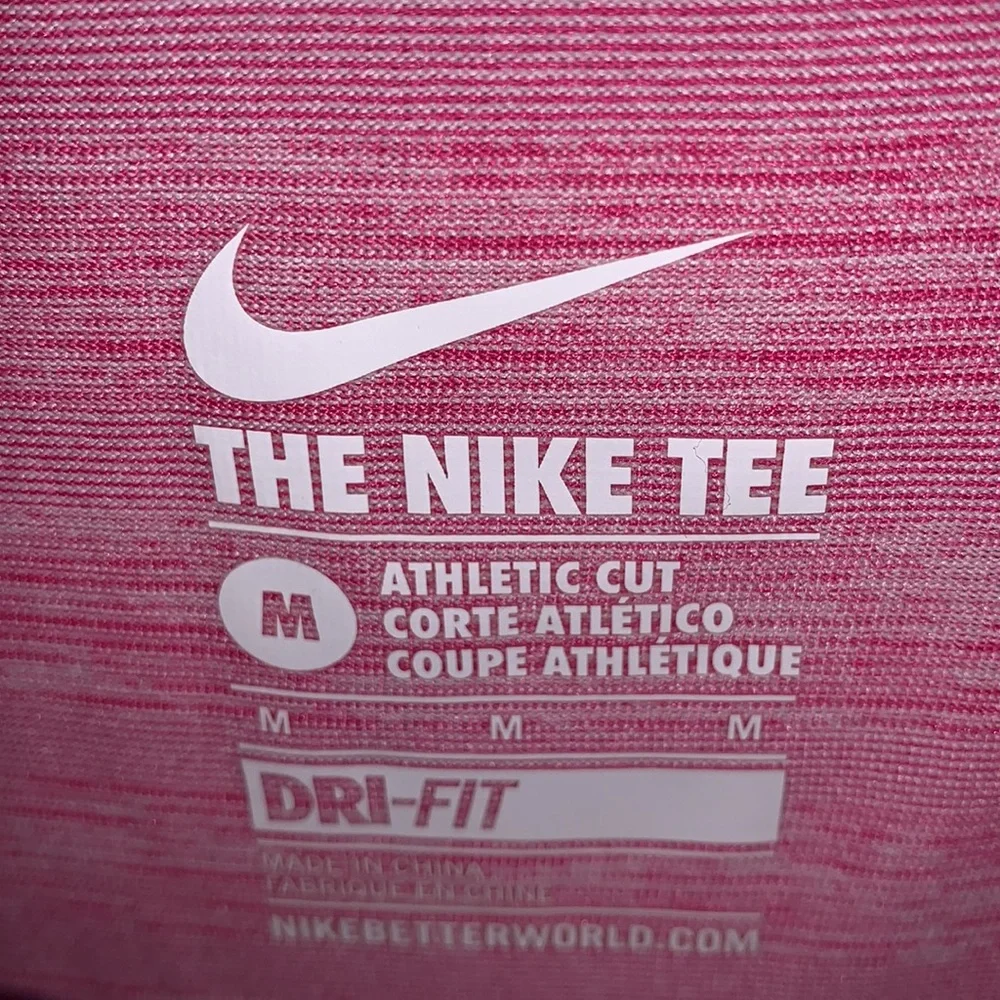 THE NIKE TEE
M
ATHLETIC CUT
CORTE ATLÉTICO
COUPE ATHLÉTIQUE
M M M
DRI-FIT
MADE IN CHINA
FABRIQUE EN CHINE
NIKEBETTERWORLD.COM